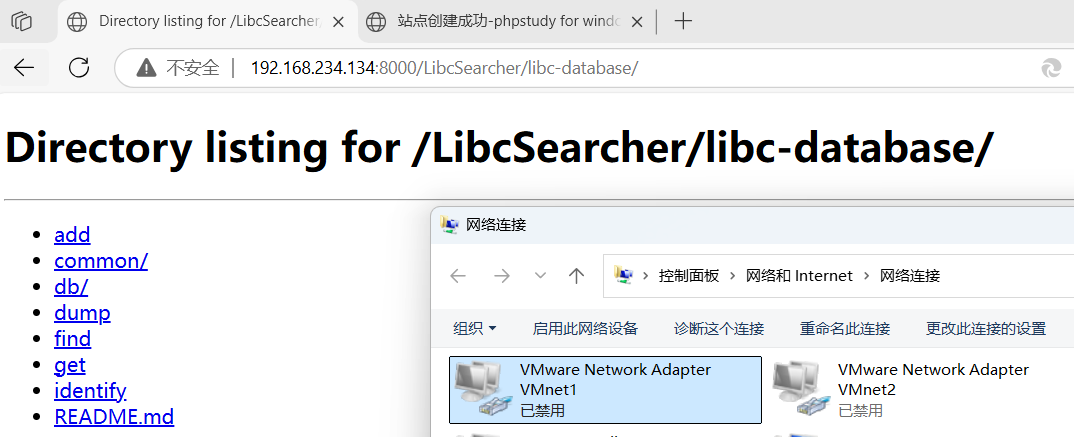 Directory listing for /LibcSearcher/
站点创建成功-phpstudy for windo
不安全 192.168.234.134:8000/LibcSearcher/libc-database/
Directory listing for /LibcSearcher/libc-database/
add
common/
db/
dump
find
get
identify
README.md
网络连接
控制面板 › 网络和 Internet › 网络连接
组织 启用此网络设备 诊断这个连接 重命名此连接 更改此连接的设置
VMware Network Adapter
VMnet1
已禁用
VMware Network Adapter
VMnet2
已禁用